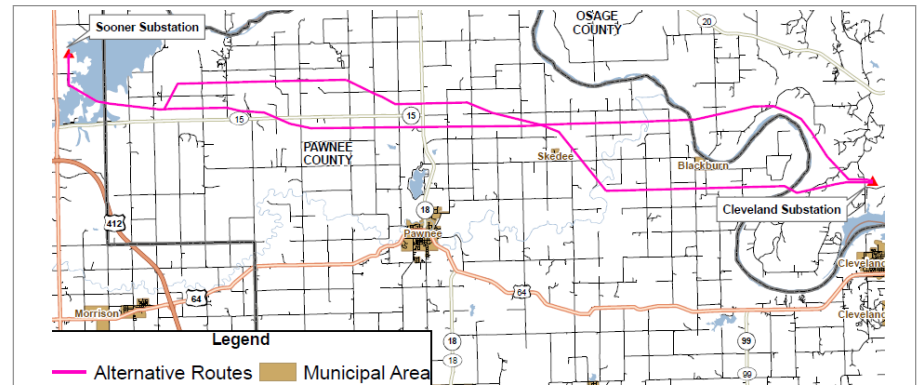 Sooner Substation
OSAGE
COUNTY
20
15
15
PAWNEE
COUNTY
Skedee
Blackburn
18
Cleveland Substation
412
Pawnee
Cleveland
64
64
Morrison
Cleveland
18
99
18
99
Legend
Alternative Routes
Municipal Area